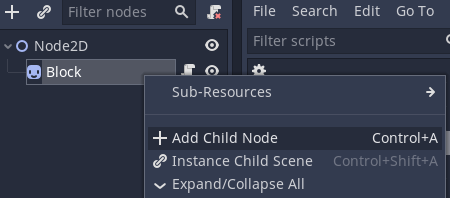 Filter nodes
File Search Edit Go To
Filter scripts
Node2D
Block
Sub-Resources
Add Child Node Control+A
Instance Child Scene Control+Shift+A
Expand/Collapse All